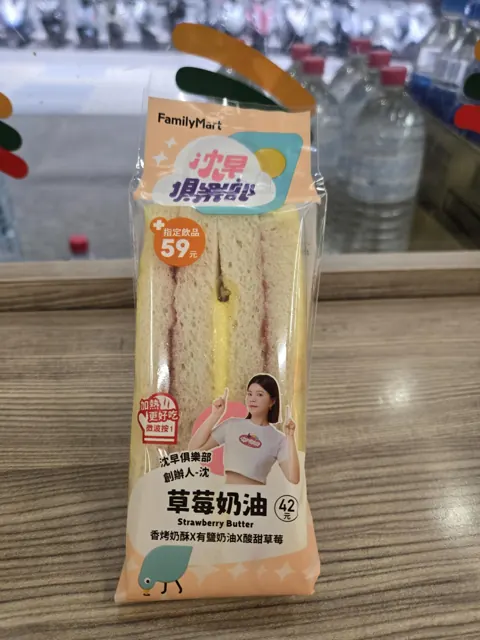 FamilyMart
沈早
俱樂部
指定飲品
59元
加熱
更好吃
微波按1
沈早俱樂部
創辦人-沈
草莓奶油
42元
Strawberry Butter
香烤奶酥X有鹽奶油X酸甜草莓